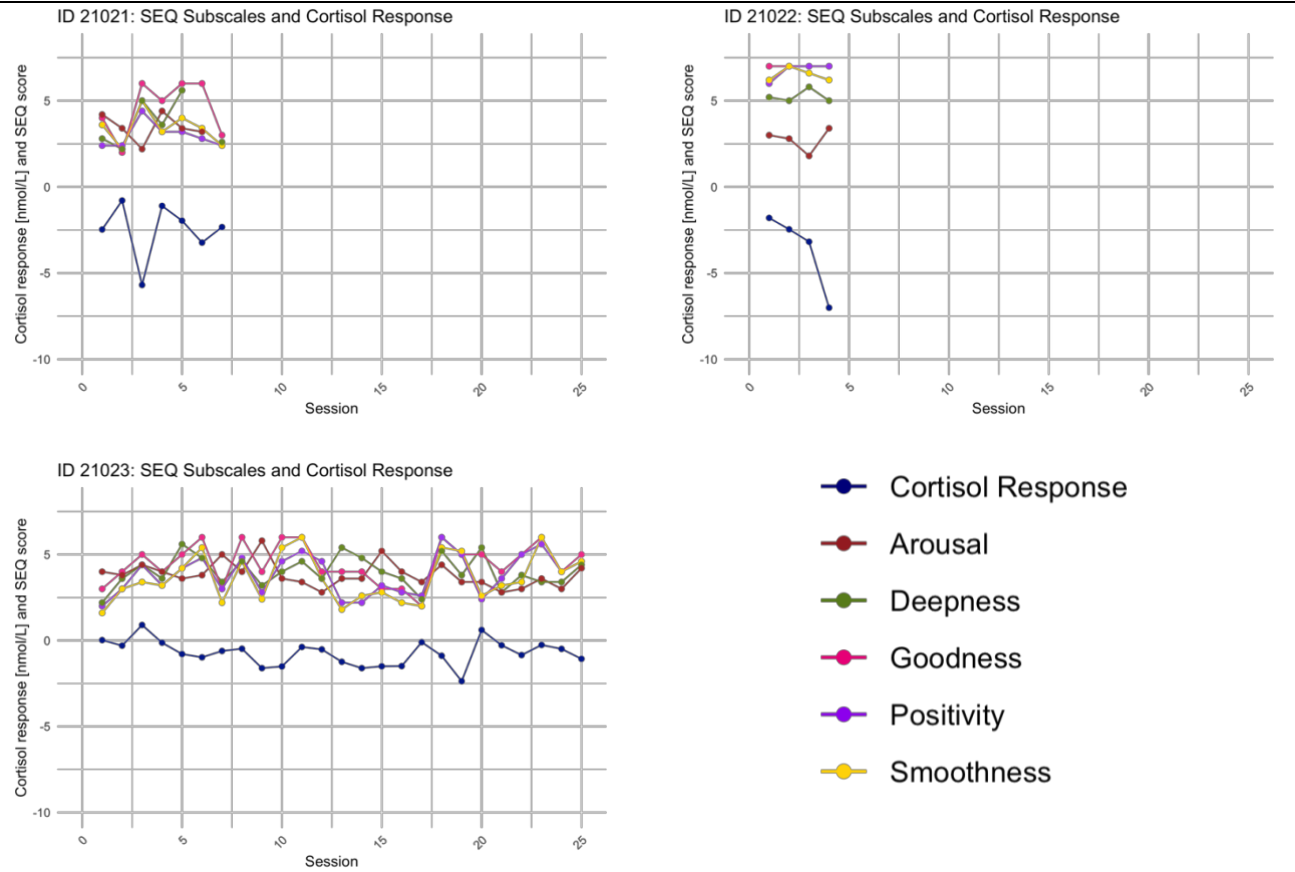 ID 21021: SEQ Subscales and Cortisol Response
Cortisol response [nmol/L] and SEQ score
5
0
-5
-10
0
5
10
15
20
25
Session
ID 21022: SEQ Subscales and Cortisol Response
Cortisol response [nmol/L] and SEQ score
5
0
-5
-10
0
5
10
15
20
25
Session
ID 21023: SEQ Subscales and Cortisol Response
Cortisol response [nmol/L] and SEQ score
5
0
-5
-10
0
5
10
15
20
25
Session
Cortisol Response
Arousal
Deepness
Goodness
Positivity
Smoothness